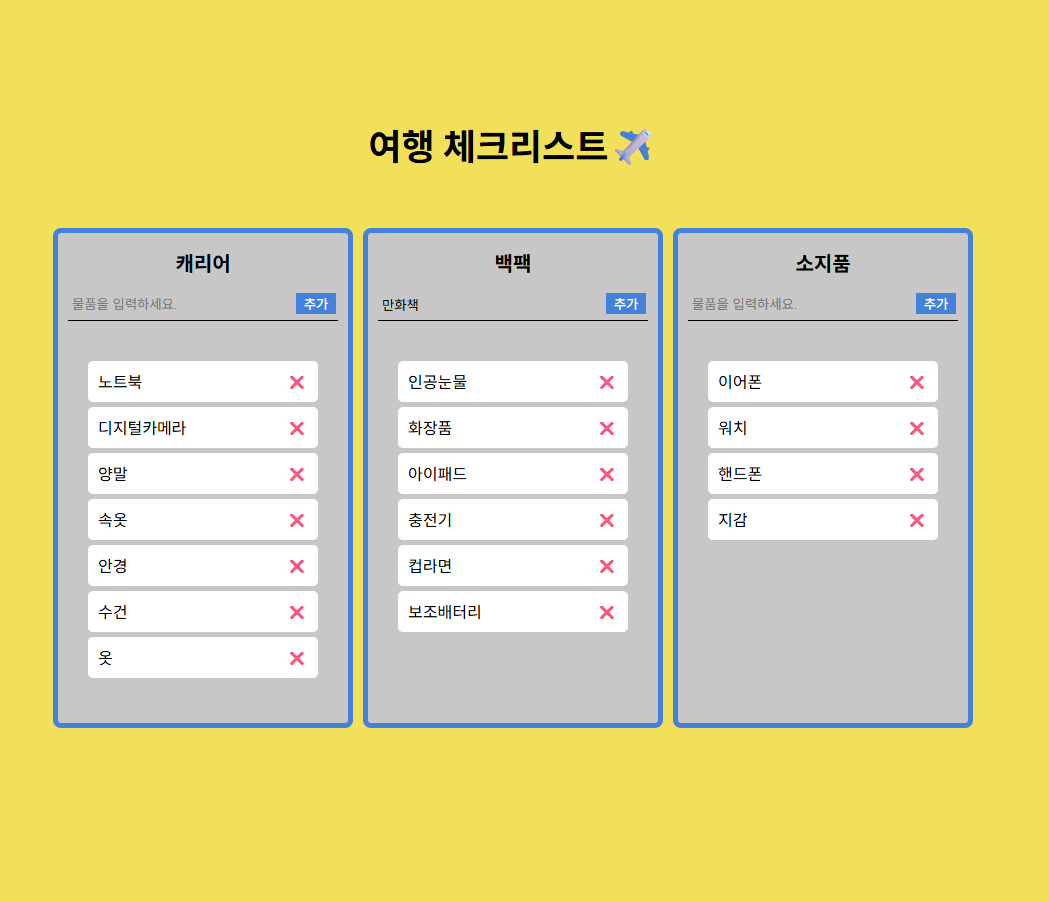 여행 체크리스트✈️
캐리어
물품을 입력하세요. 추가
노트북 ❌
디지털카메라 ❌
양말 ❌
속옷 ❌
안경 ❌
수건 ❌
옷 ❌
백팩
만화책 추가
인공눈물 ❌
화장품 ❌
아이패드 ❌
충전기 ❌
컵라면 ❌
보조배터리 ❌
소지품
물품을 입력하세요. 추가
이어폰 ❌
워치 ❌
핸드폰 ❌
지갑 ❌